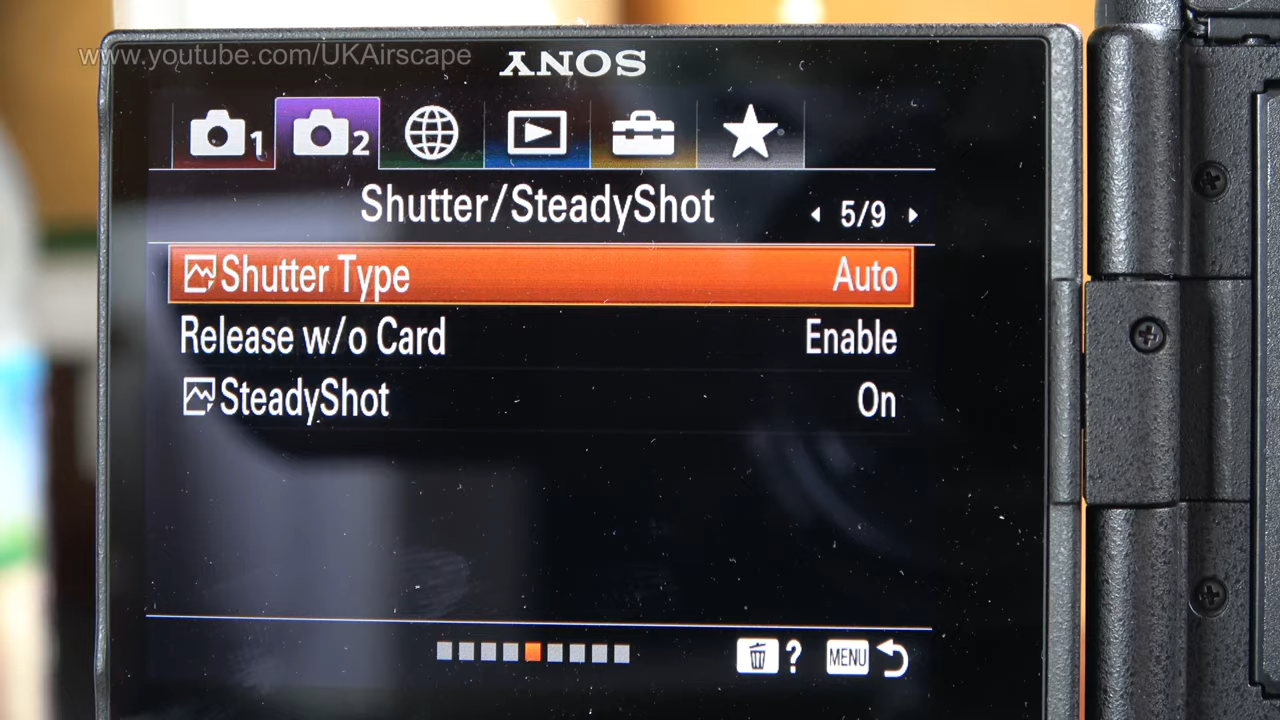 www.youtube.com/UKAirscape
SONY
1 2
Shutter/SteadyShot 5/9
Shutter Type Auto
Release w/o Card Enable
SteadyShot On
? MENU